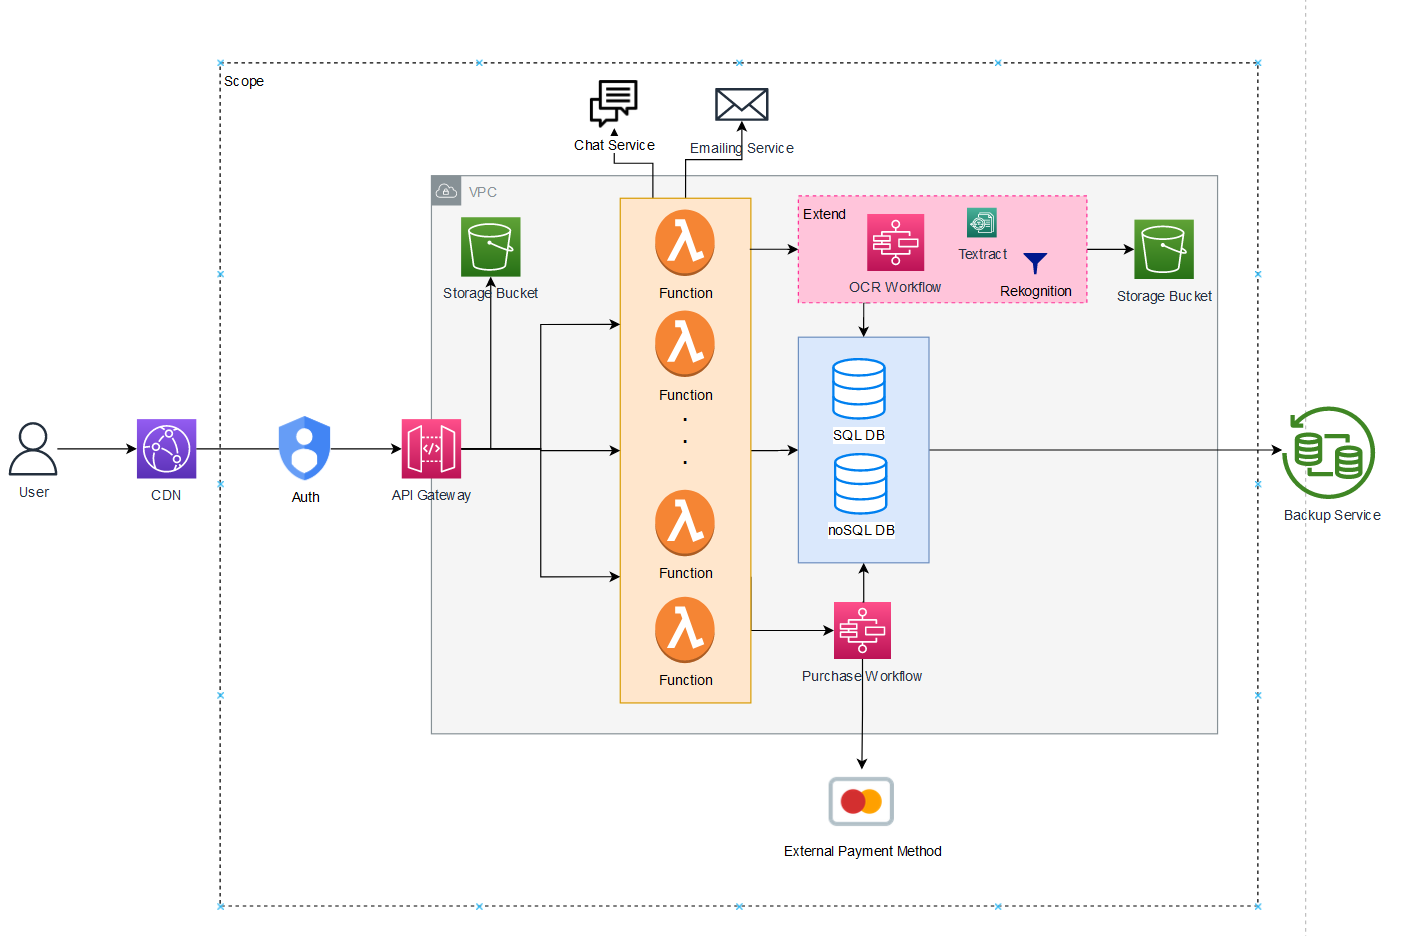 Scope
Chat Service
Emailing Service
VPC
Extend
Textract
OCR Workflow
Rekognition
Storage Bucket
Storage Bucket
Function
Function
.
.
.
Function
Function
SQL DB
noSQL DB
User
CDN
Auth
API Gateway
Backup Service
Purchase Workflow
External Payment Method